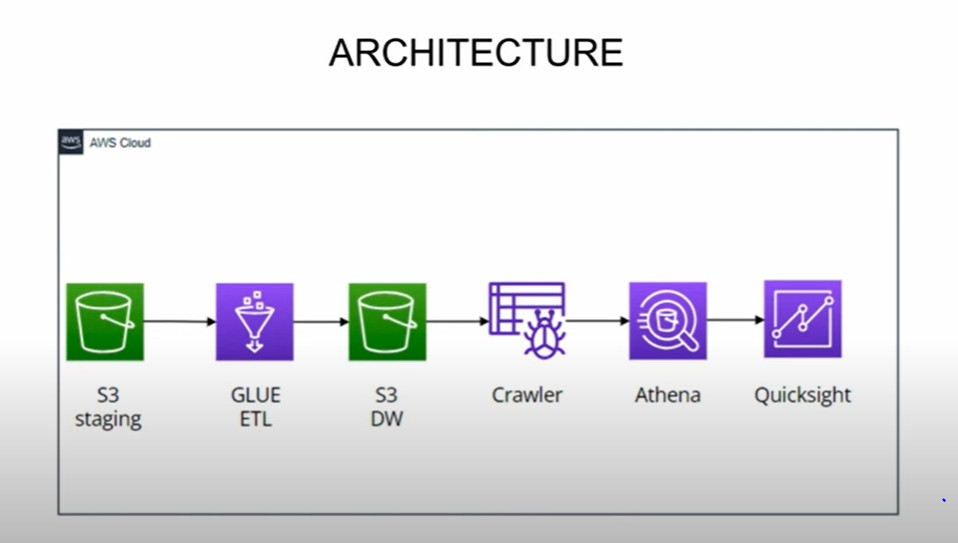 ARCHITECTURE
aws
AWS Cloud
S3
staging
GLUE
ETL
S3
DW
Crawler
Athena
Quicksight